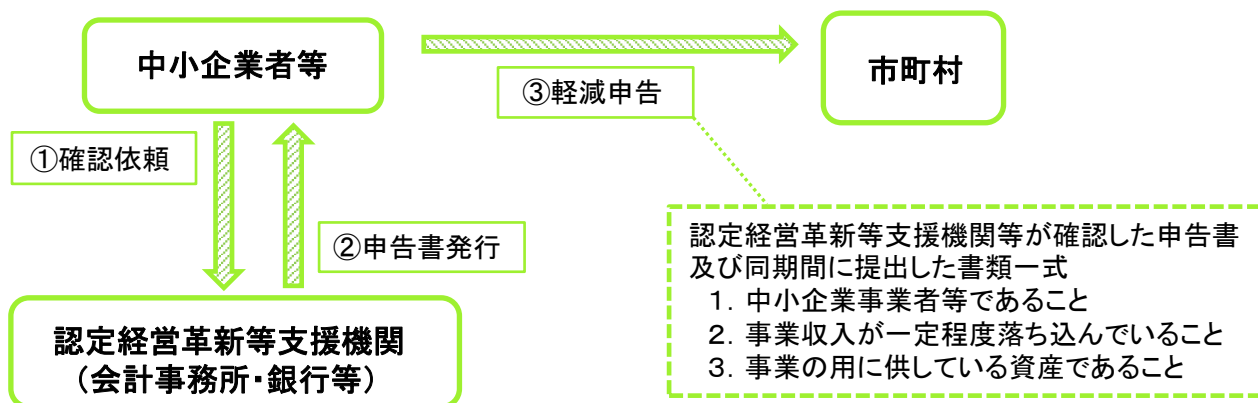 中小企業者等
市町村
③軽減申告
①確認依頼
②申告書発行
認定経営革新等支援機関
（会計事務所・銀行等）
認定経営革新等支援機関等が確認した申告書
及び同期間に提出した書類一式
１．中小企業事業者等であること
２．事業収入が一定程度落ち込んでいること
３．事業の用に供している資産であること